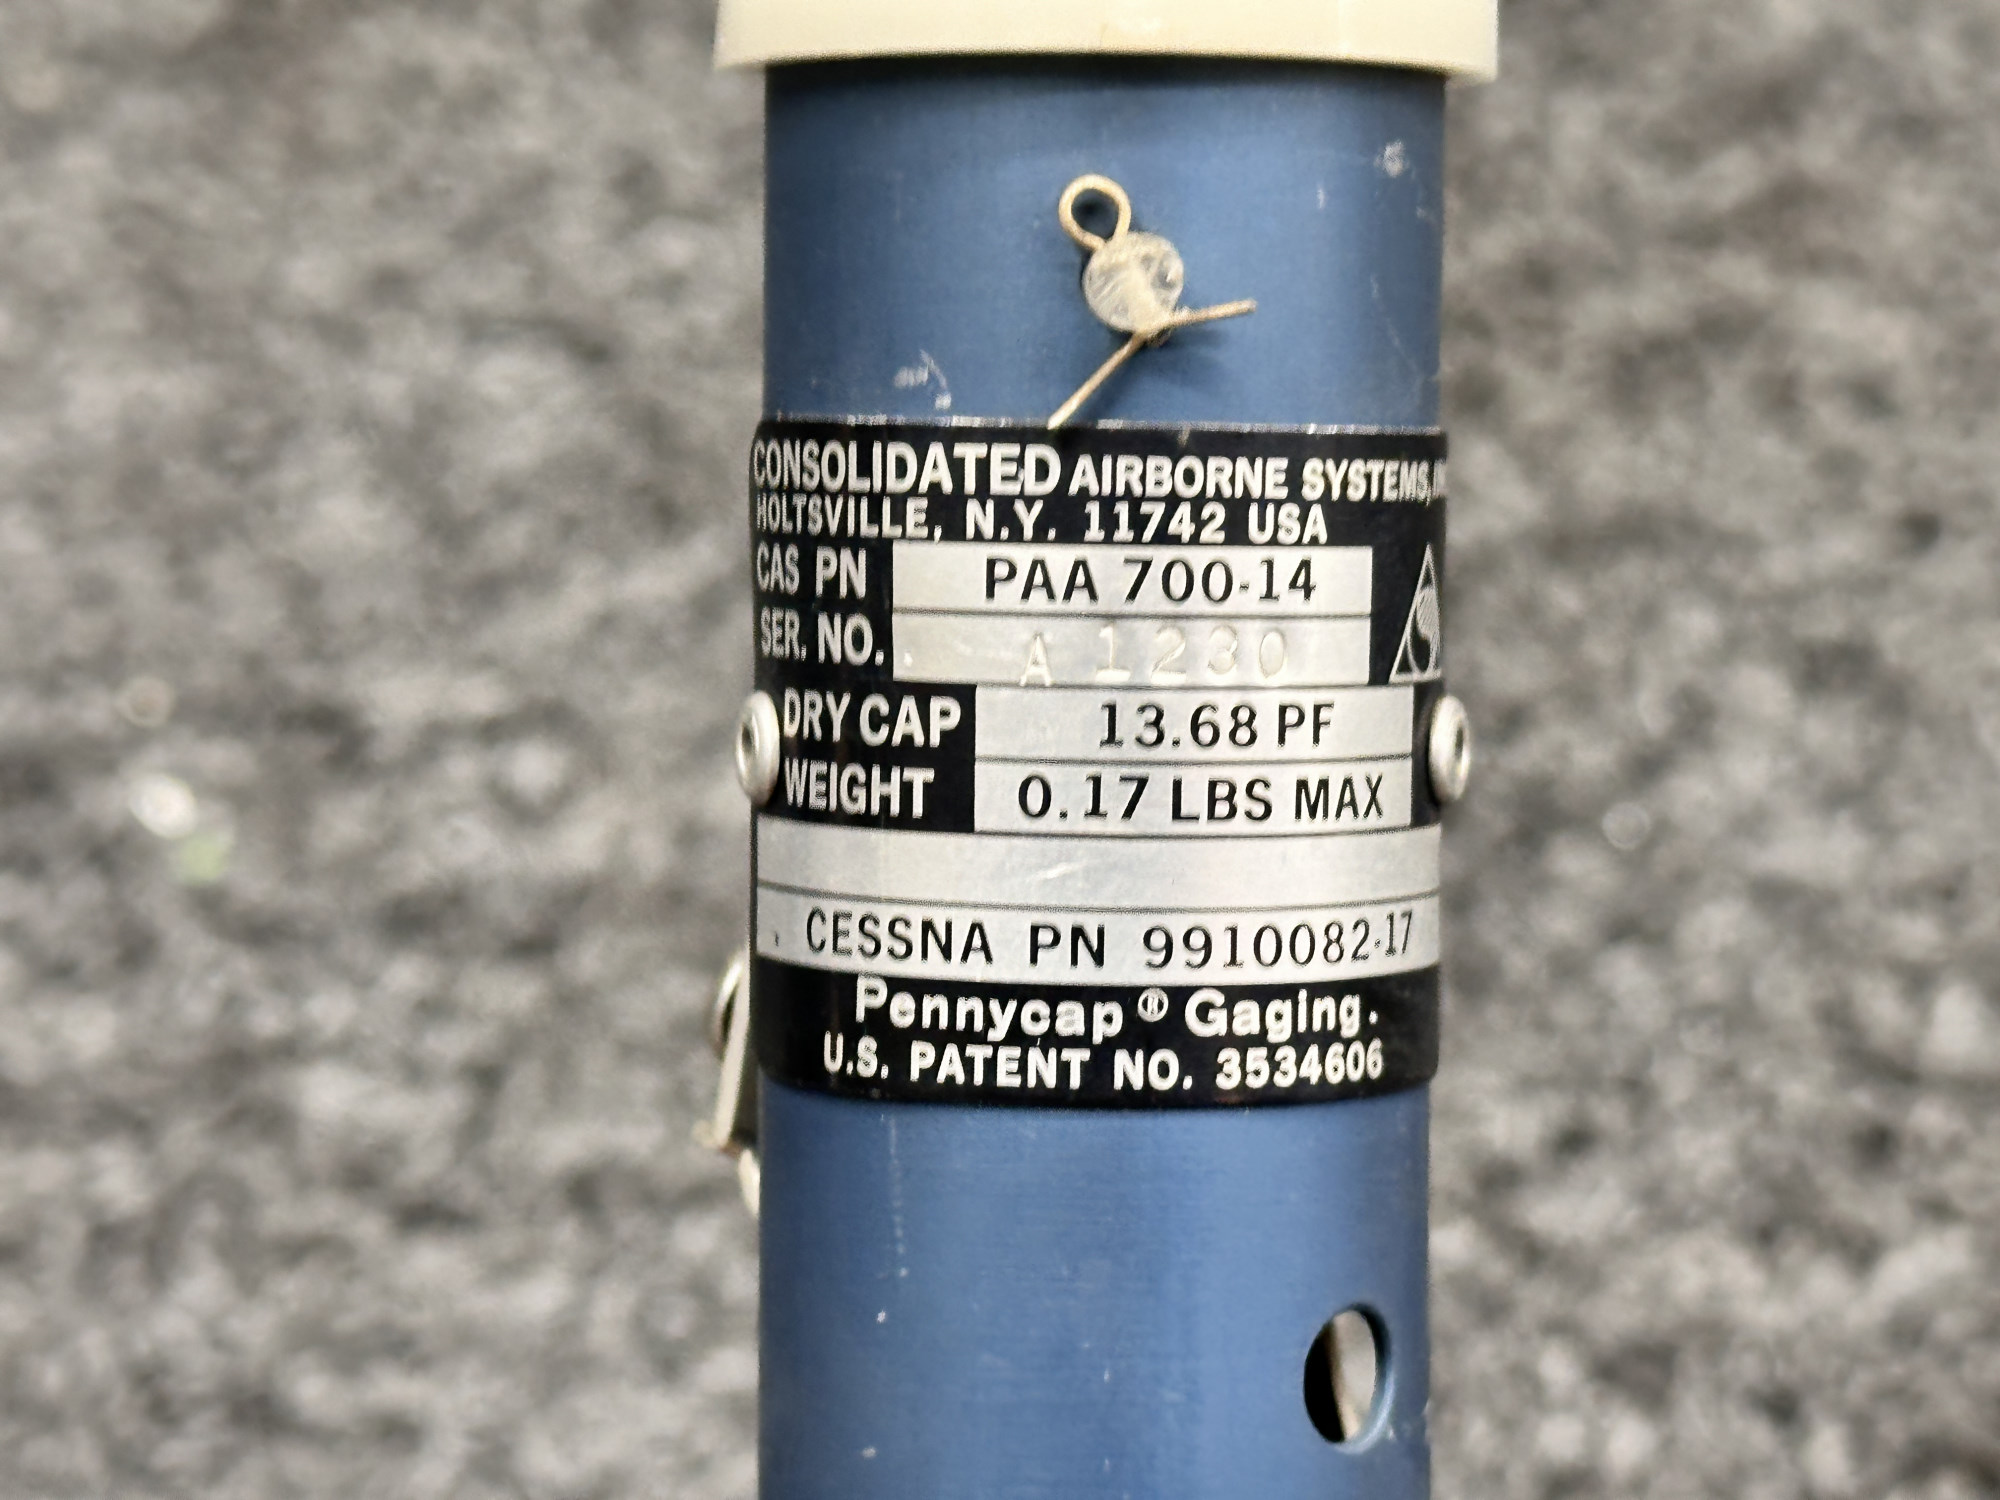 CONSOLIDATED AIRBORNE SYSTEMS, IN
HOLTSVILLE, N.Y. 11742 USA
CAS PN PAA 700-14
SER. NO. A 1230
DRY CAP 13.68 PF
WEIGHT 0.17 LBS MAX
CESSNA PN 9910082-17
Pennycap® Gaging.
U.S. PATENT NO. 3534606